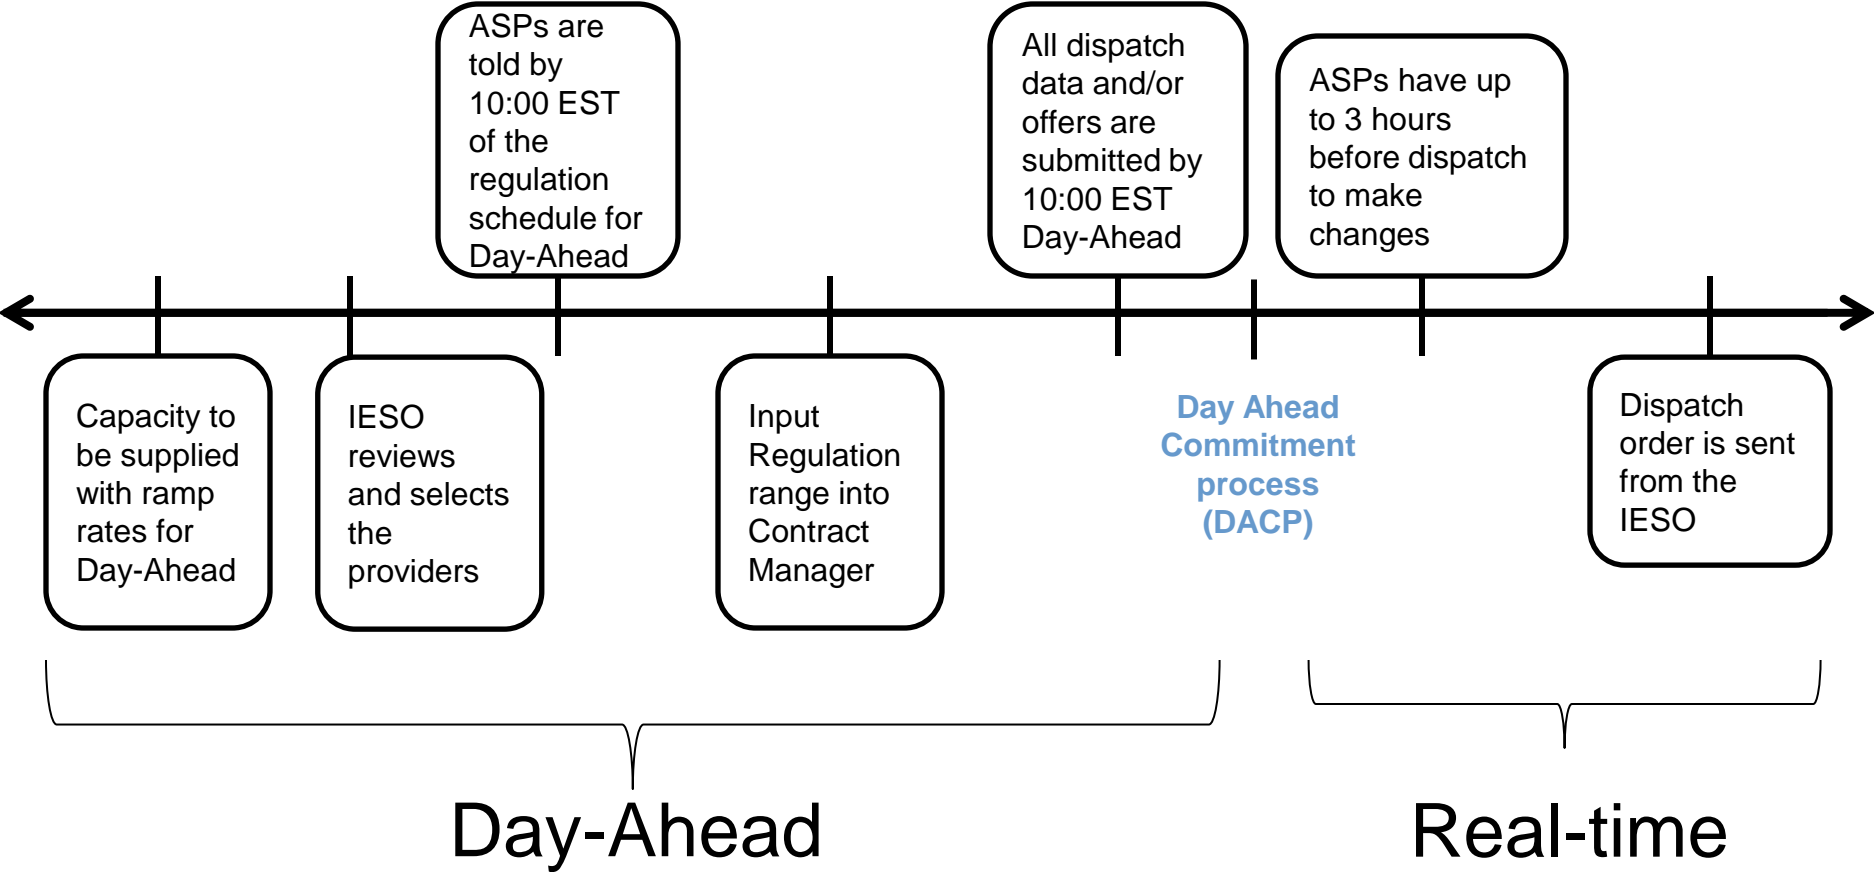 ASPs are
told by
10:00 EST
of the
regulation
schedule for
Day-Ahead
All dispatch
data and/or
offers are
submitted by
10:00 EST
Day-Ahead
ASPs have up
to 3 hours
before dispatch
to make
changes
Capacity to
be supplied
with ramp
rates for
Day-Ahead
IESO
reviews
and selects
the
providers
Input
Regulation
range into
Contract
Manager
Day Ahead
Commitment
process
(DACP)
Dispatch
order is sent
from the
IESO
Day-Ahead
Real-time